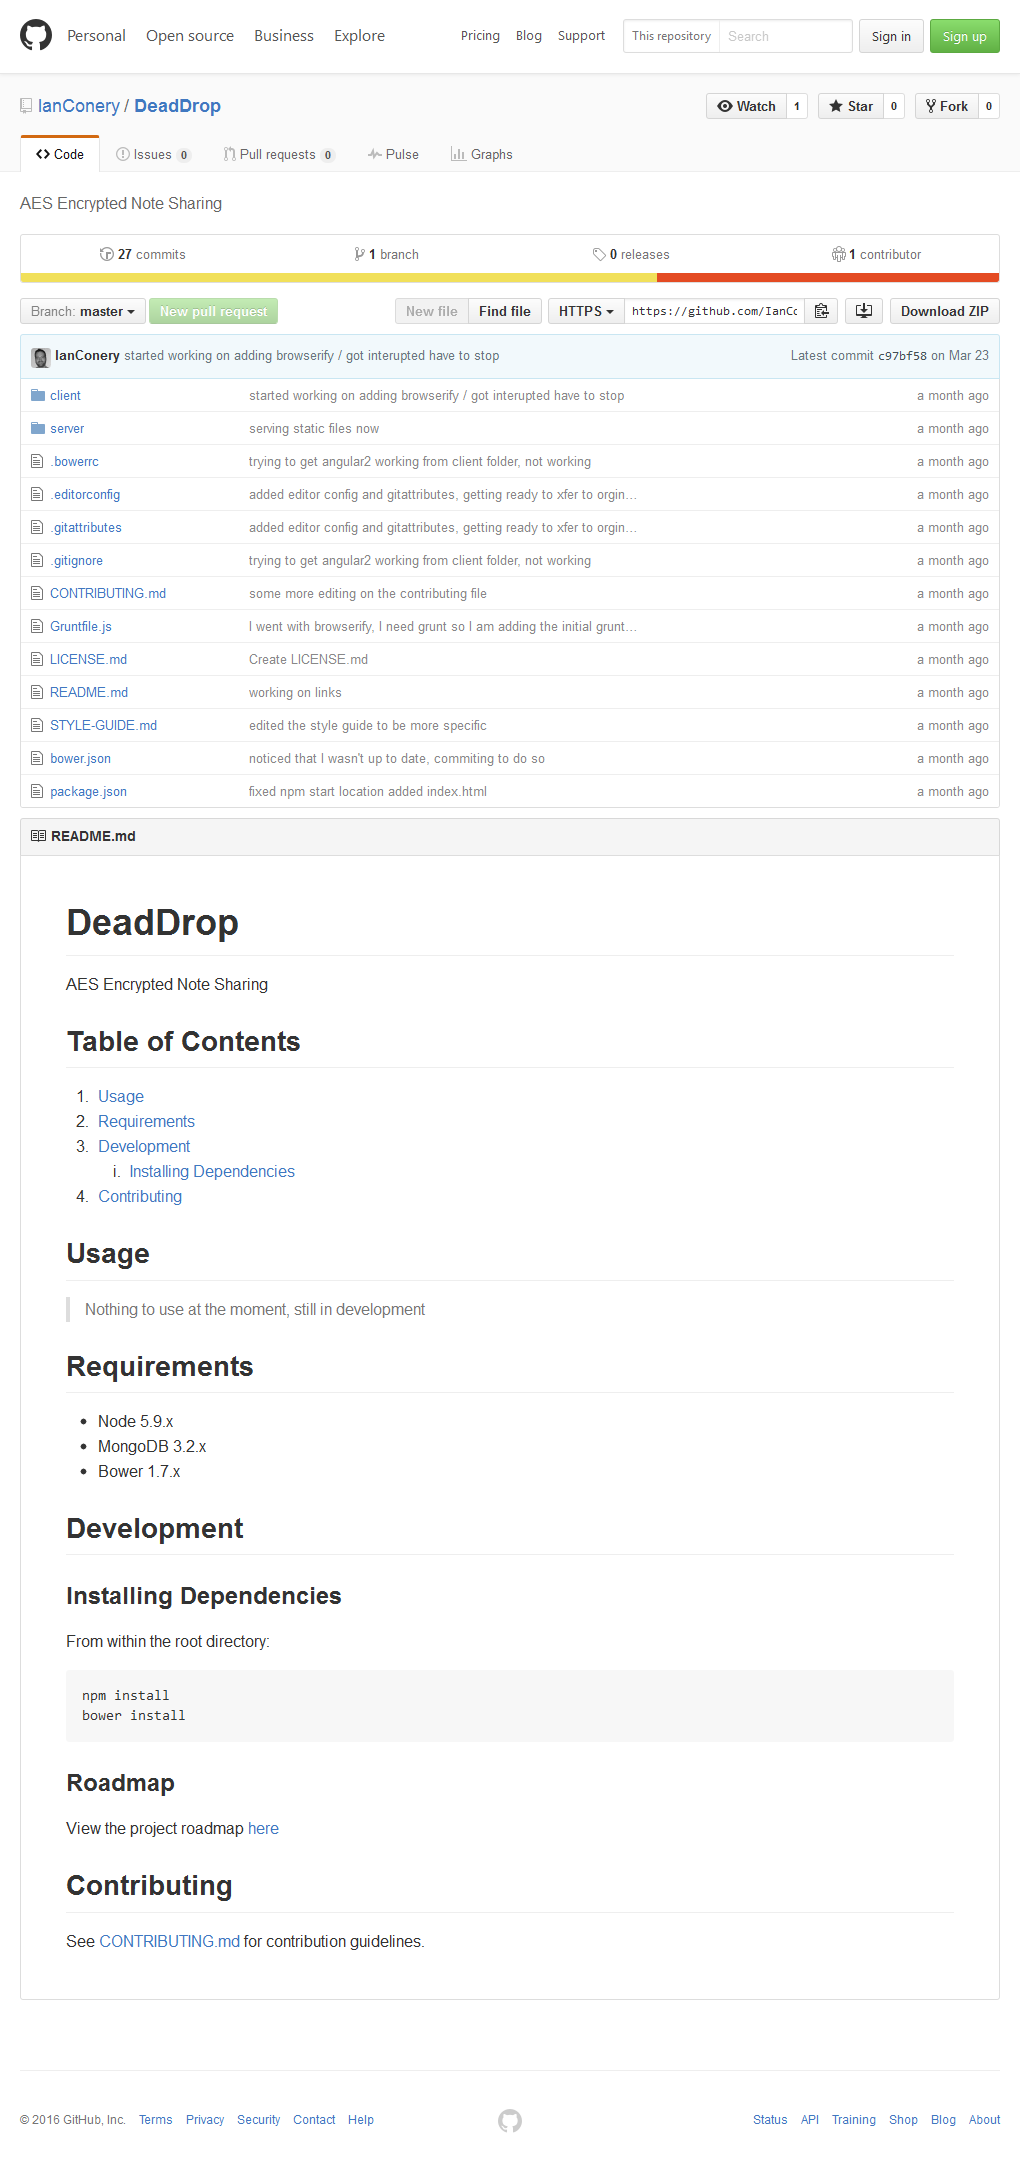 Personal Open source Business Explore Pricing Blog Support This repository Search Sign in Sign up
IanConery / DeadDrop Watch 1 Star 0 Fork 0
Code Issues 0 Pull requests 0 Pulse Graphs
AES Encrypted Note Sharing
27 commits 1 branch 0 releases 1 contributor
Branch: master New pull request New file Find file HTTPS https://github.com/IanCo Download ZIP
IanConery started working on adding browserify / got interupted have to stop Latest commit c97bf58 on Mar 23
client started working on adding browserify / got interupted have to stop a month ago
server serving static files now a month ago
.bowerrc trying to get angular2 working from client folder, not working a month ago
.editorconfig added editor config and gitattributes, getting ready to xfer to orgin… a month ago
.gitattributes added editor config and gitattributes, getting ready to xfer to orgin… a month ago
.gitignore trying to get angular2 working from client folder, not working a month ago
CONTRIBUTING.md some more editing on the contributing file a month ago
Gruntfile.js I went with browserify, I need grunt so I am adding the initial grunt… a month ago
LICENSE.md Create LICENSE.md a month ago
README.md working on links a month ago
STYLE-GUIDE.md edited the style guide to be more specific a month ago
bower.json noticed that I wasn't up to date, commiting to do so a month ago
package.json fixed npm start location added index.html a month ago
README.md
DeadDrop
AES Encrypted Note Sharing
Table of Contents
1. Usage
2. Requirements
3. Development
i. Installing Dependencies
4. Contributing
Usage
Nothing to use at the moment, still in development
Requirements
• Node 5.9.x
• MongoDB 3.2.x
• Bower 1.7.x
Development
Installing Dependencies
From within the root directory:
npm install
bower install
Roadmap
View the project roadmap here
Contributing
See CONTRIBUTING.md for contribution guidelines.
© 2016 GitHub, Inc. Terms Privacy Security Contact Help Status API Training Shop Blog About